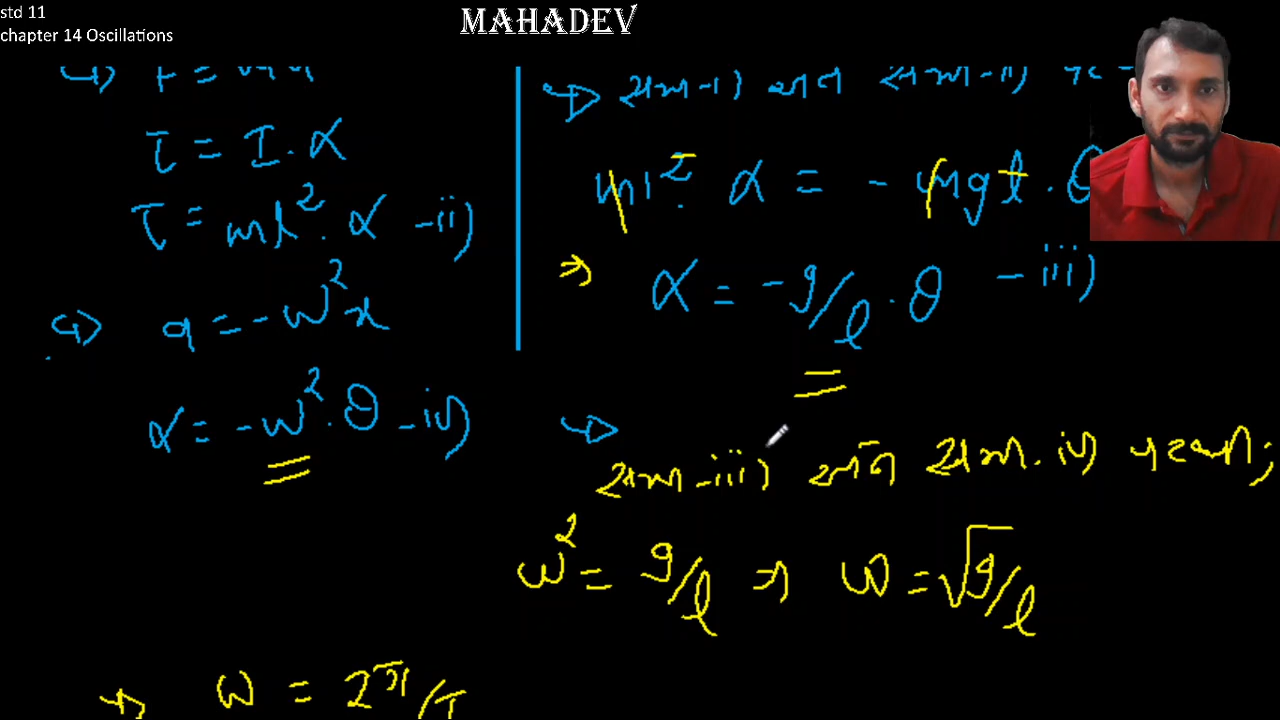 std 11
chapter 14 Oscillations
MAHADEV
τ = I.α
τ = ml². α -ii)
a = -ω²x
α = -ω².θ -iv)
સમ-i) અને સમ-ii) પર
ml². α = - mgl.θ
⇒ α = -g/l.θ -iii)
સમ-iii) અને સમ. iv) પરથી;
ω² = g/l ⇒ ω = √g/l
ω = 2π/T